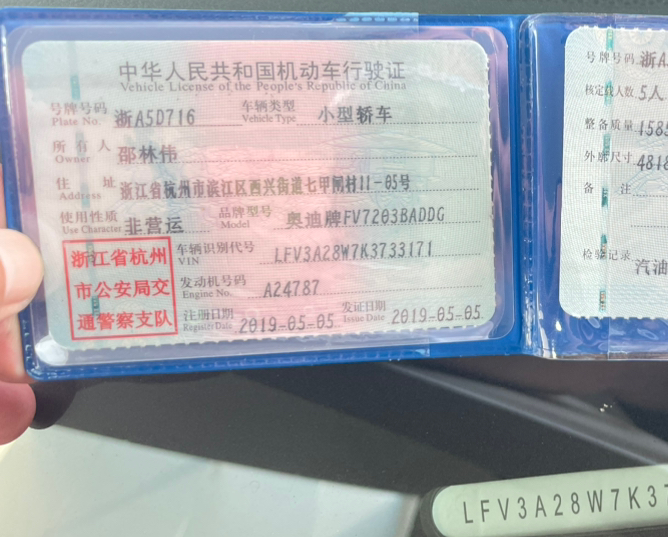 中华人民共和国机动车行驶证
Vehicle License of the People's Republic of China
号牌号码 浙A5D716 车辆类型 小型轿车
Plate No. Vehicle Type
所有人 邵林伟
Owner
住址 浙江省杭州市滨江区西兴街道七甲闸村11-05号
Address
使用性质 非营运 品牌型号 奥迪牌FV7203BADDG
Use Character Model
浙江省杭州
市公安局交
通警察支队
车辆识别代号 LFV3A28W7K3733171
VIN
发动机号码 A24787
Engine No.
注册日期 2019-05-05 发证日期 2019-05-05
Register Date Issue Date
号牌号码 浙A5
核定载人数 5人
整备质量 1585
外廓尺寸 4818
备注
检验记录
汽油
LFV3A28W7K37